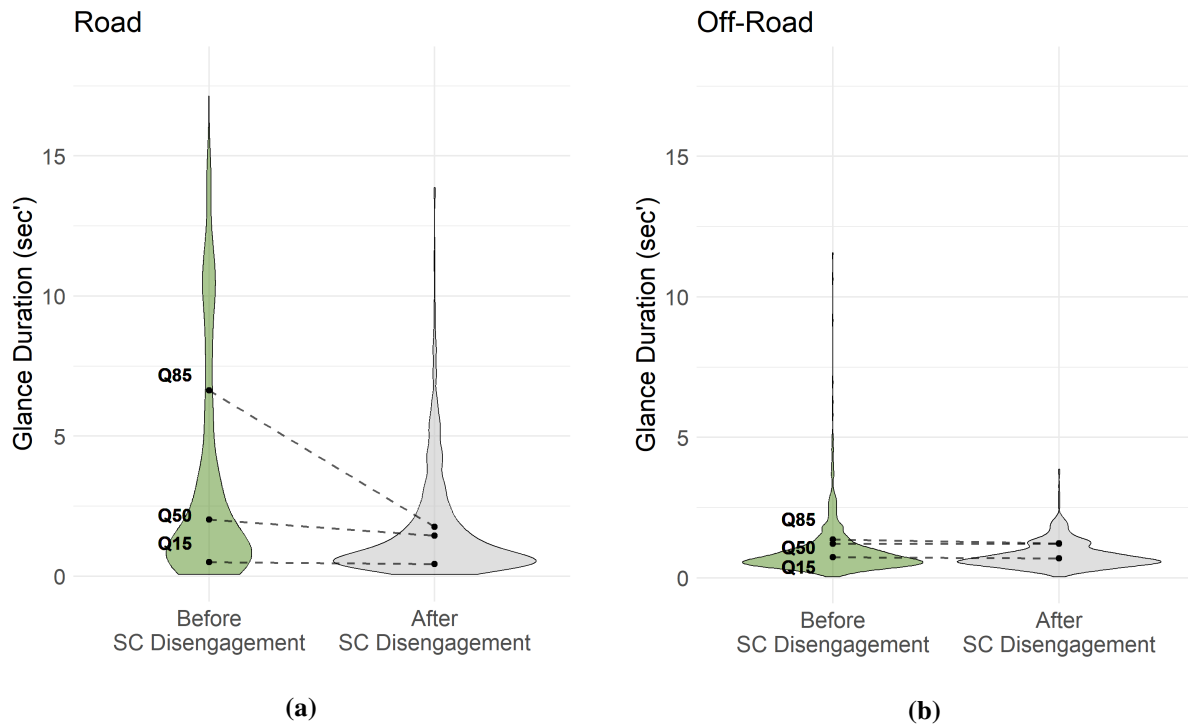 Road
Glance Duration (sec')
15
10
5
0
Q85
Q50
Q15
Before
SC Disengagement
After
SC Disengagement
(a)
Off-Road
Glance Duration (sec')
15
10
5
0
Q85
Q50
Q15
Before
SC Disengagement
After
SC Disengagement
(b)